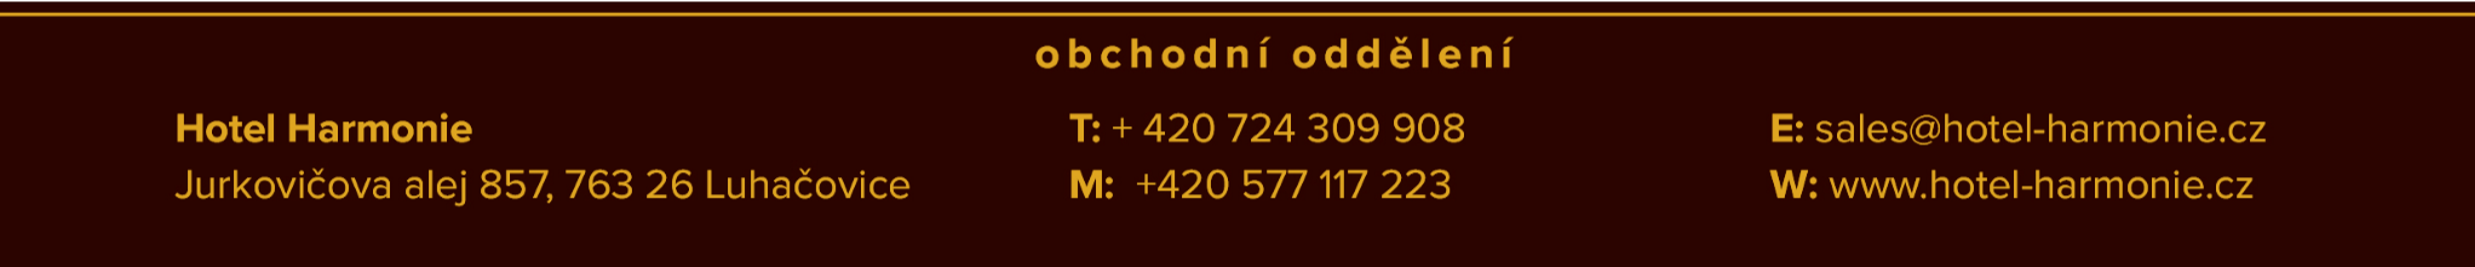 obchodní oddělení
Hotel Harmonie
Jurkovičova alej 857, 763 26 Luhačovice
T: + 420 724 309 908
M: +420 577 117 223
E: sales@hotel-harmonie.cz
W: www.hotel-harmonie.cz